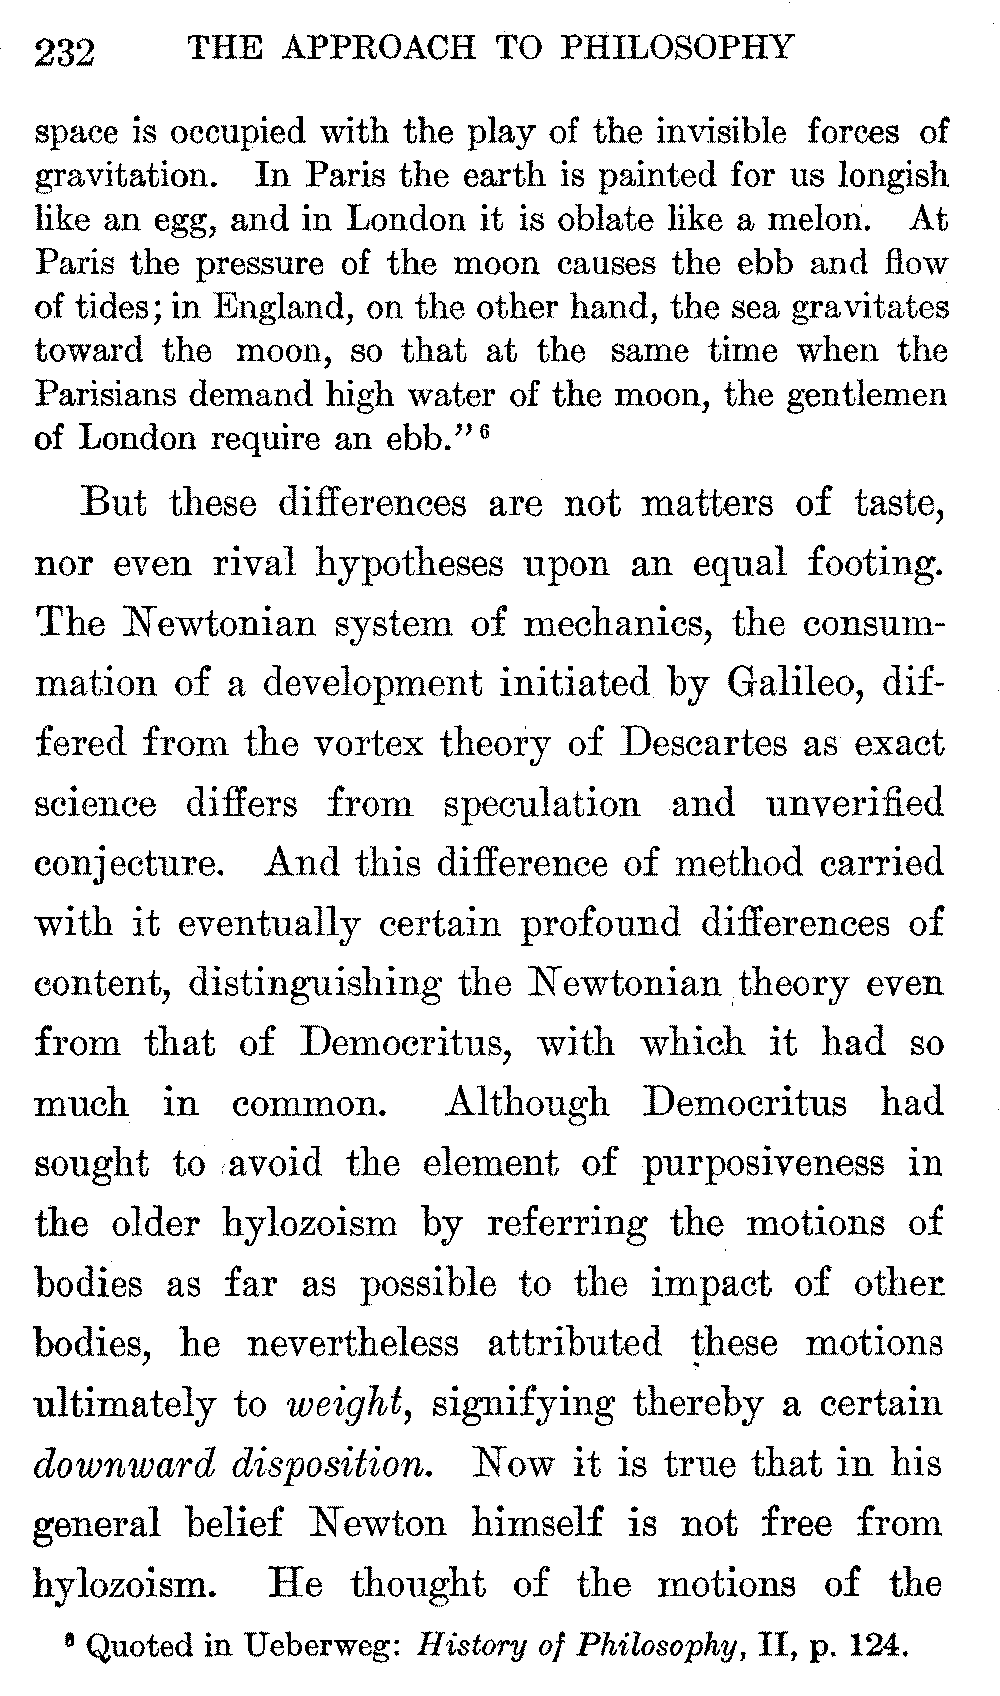 232 THE APPROACH TO PHILOSOPHY
space is occupied with the play of the invisible forces of
gravitation. In Paris the earth is painted for us longish
like an egg, and in London it is oblate like a melon. At
Paris the pressure of the moon causes the ebb and flow
of tides; in England, on the other hand, the sea gravitates
toward the moon, so that at the same time when the
Parisians demand high water of the moon, the gentlemen
of London require an ebb.” ⁶
But these differences are not matters of taste,
nor even rival hypotheses upon an equal footing.
The Newtonian system of mechanics, the consum-
mation of a development initiated by Galileo, dif-
fered from the vortex theory of Descartes as exact
science differs from speculation and unverified
conjecture. And this difference of method carried
with it eventually certain profound differences of
content, distinguishing the Newtonian theory even
from that of Democritus, with which it had so
much in common. Although Democritus had
sought to avoid the element of purposiveness in
the older hylozoism by referring the motions of
bodies as far as possible to the impact of other
bodies, he nevertheless attributed these motions
ultimately to weight, signifying thereby a certain
downward disposition. Now it is true that in his
general belief Newton himself is not free from
hylozoism. He thought of the motions of the
⁶ Quoted in Ueberweg: History of Philosophy, II, p. 124.